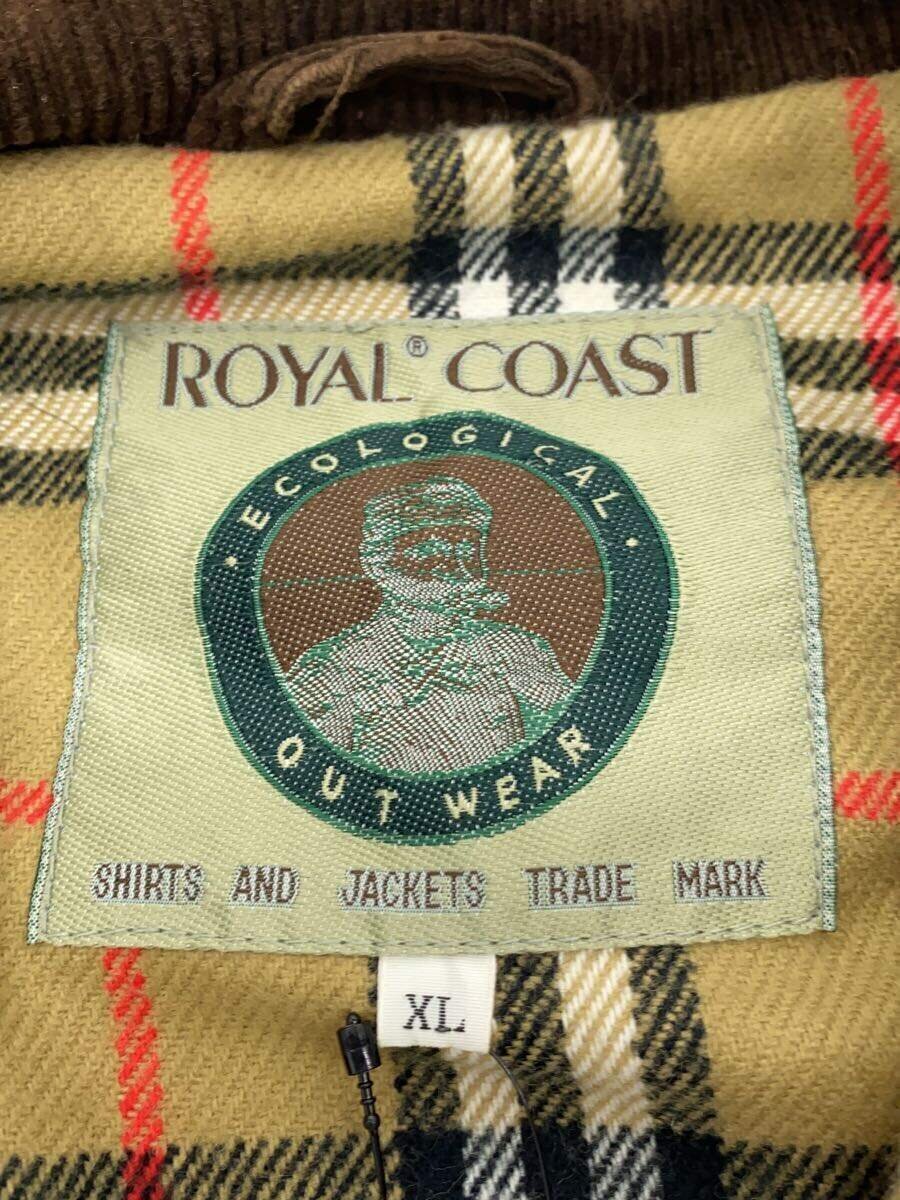 ROYAL® COAST
ECOLOGICAL
OUT WEAR
SHIRTS AND JACKETS TRADE MARK
XL